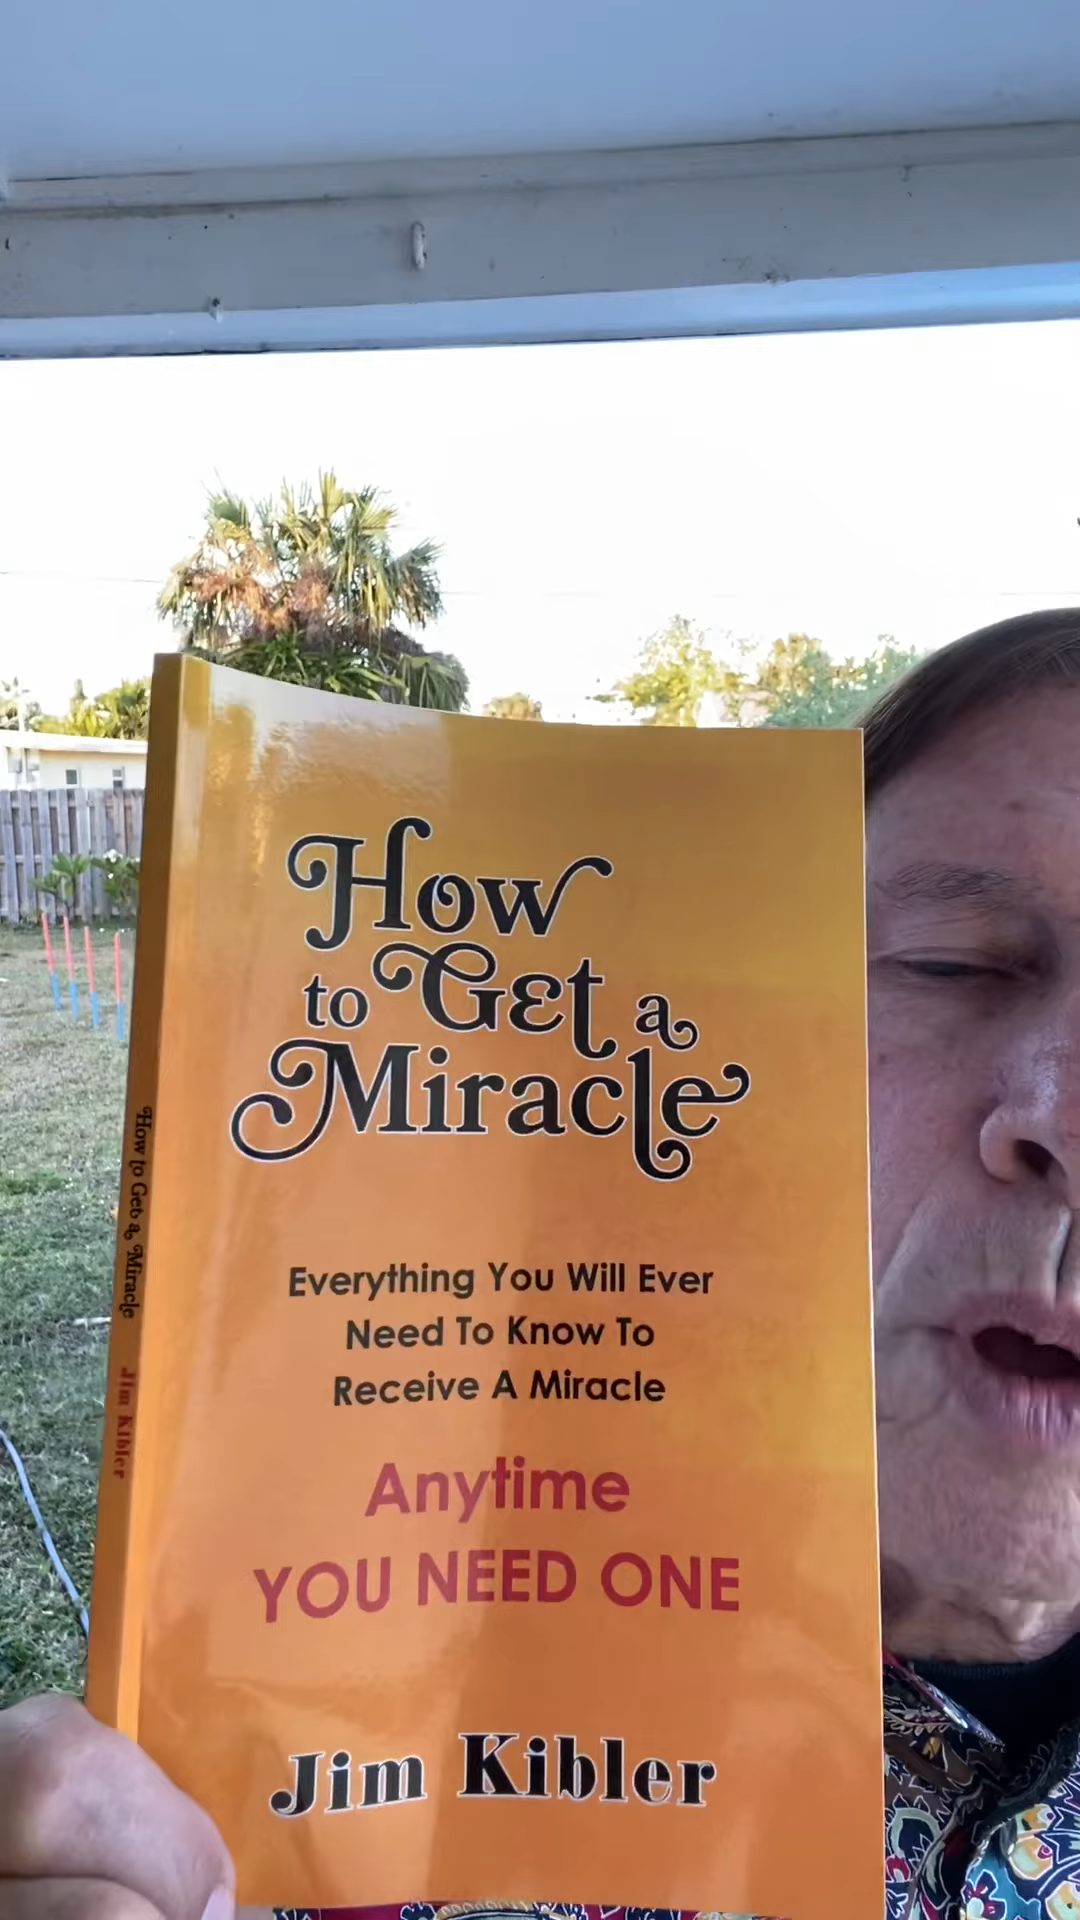 How
to Get a
Miracle
Everything You Will Ever
Need To Know To
Receive A Miracle
Anytime
YOU NEED ONE
Jim Kibler
How to Get a Miracle Jim Kibler